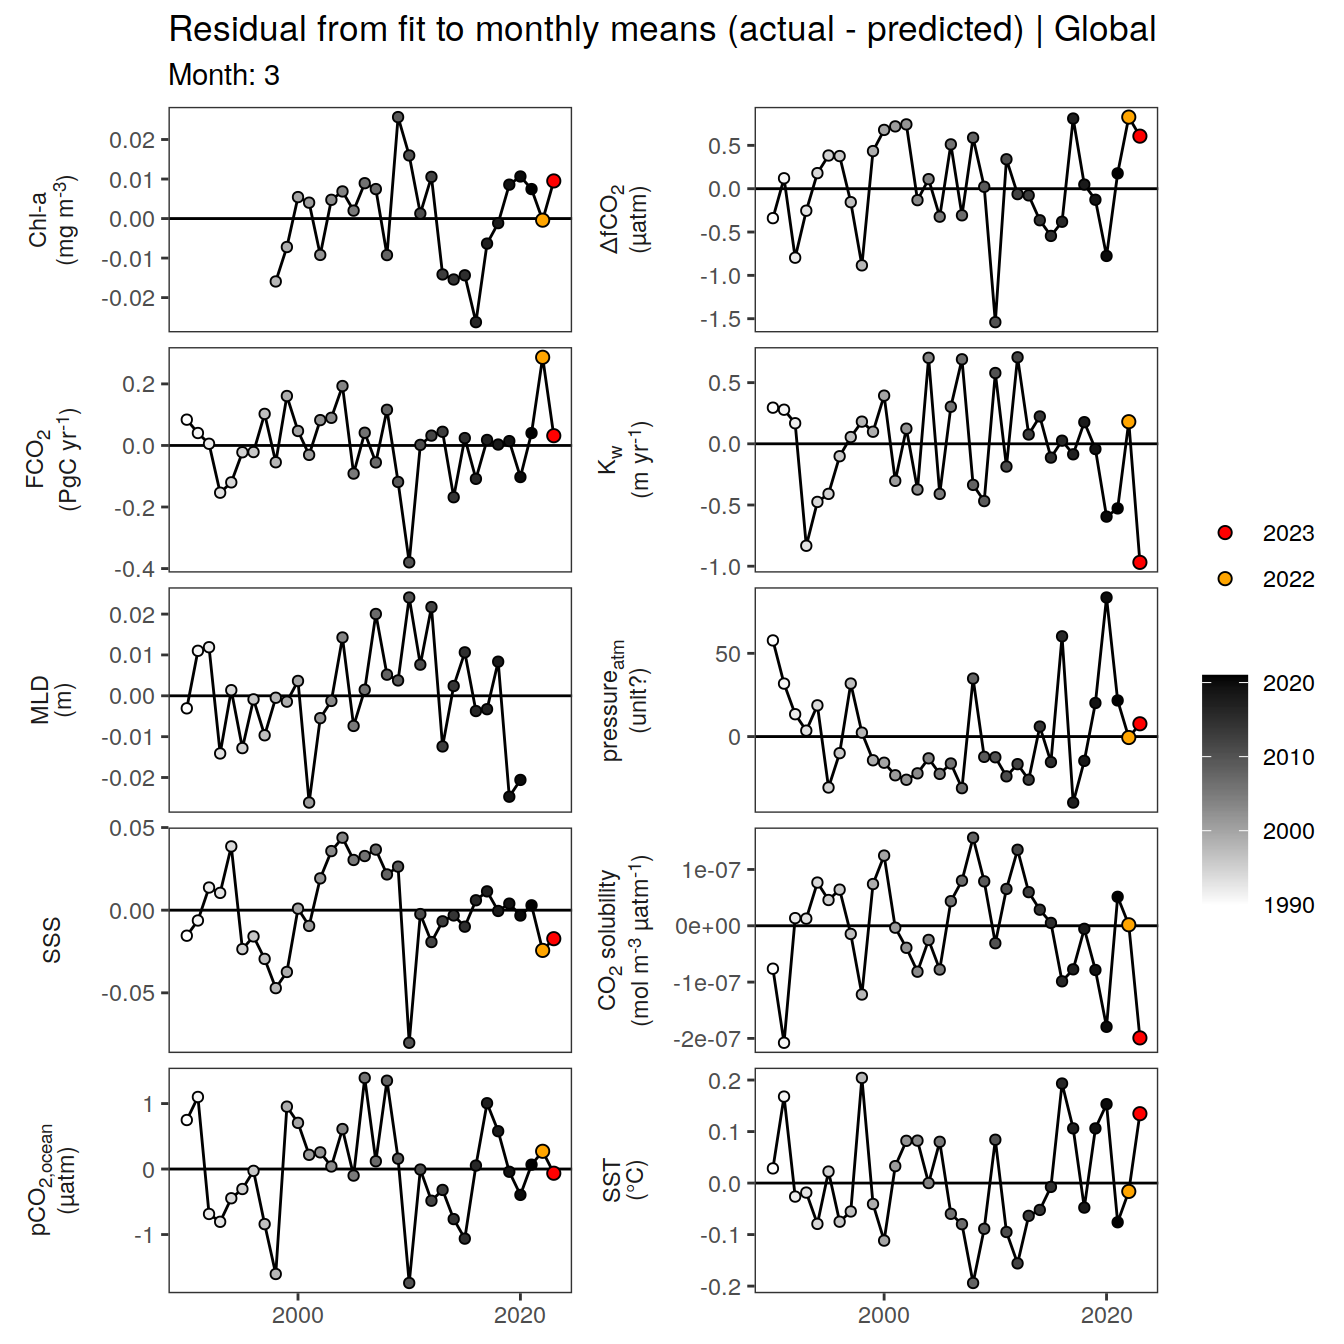 Residual from fit to monthly means (actual - predicted) | Global
Month: 3
Chl-a
(mg m⁻³)
0.02
0.01
0.00
-0.01
-0.02
ΔfCO₂
(µatm)
0.5
0.0
-0.5
-1.0
-1.5
FCO₂
(PgC yr⁻¹)
0.2
0.0
-0.2
-0.4
K_w
(m yr⁻¹)
0.5
0.0
-0.5
-1.0
MLD
(m)
0.02
0.01
0.00
-0.01
-0.02
pressure_atm
(unit?)
50
0
SSS
0.05
0.00
-0.05
CO₂ solubility
(mol m⁻³ µatm⁻¹)
1e-07
0e+00
-1e-07
-2e-07
pCO₂,ocean
(µatm)
1
0
-1
SST
(°C)
0.2
0.1
0.0
-0.1
-0.2
2000
2020
2000
2020
2023
2022
2020
2010
2000
1990